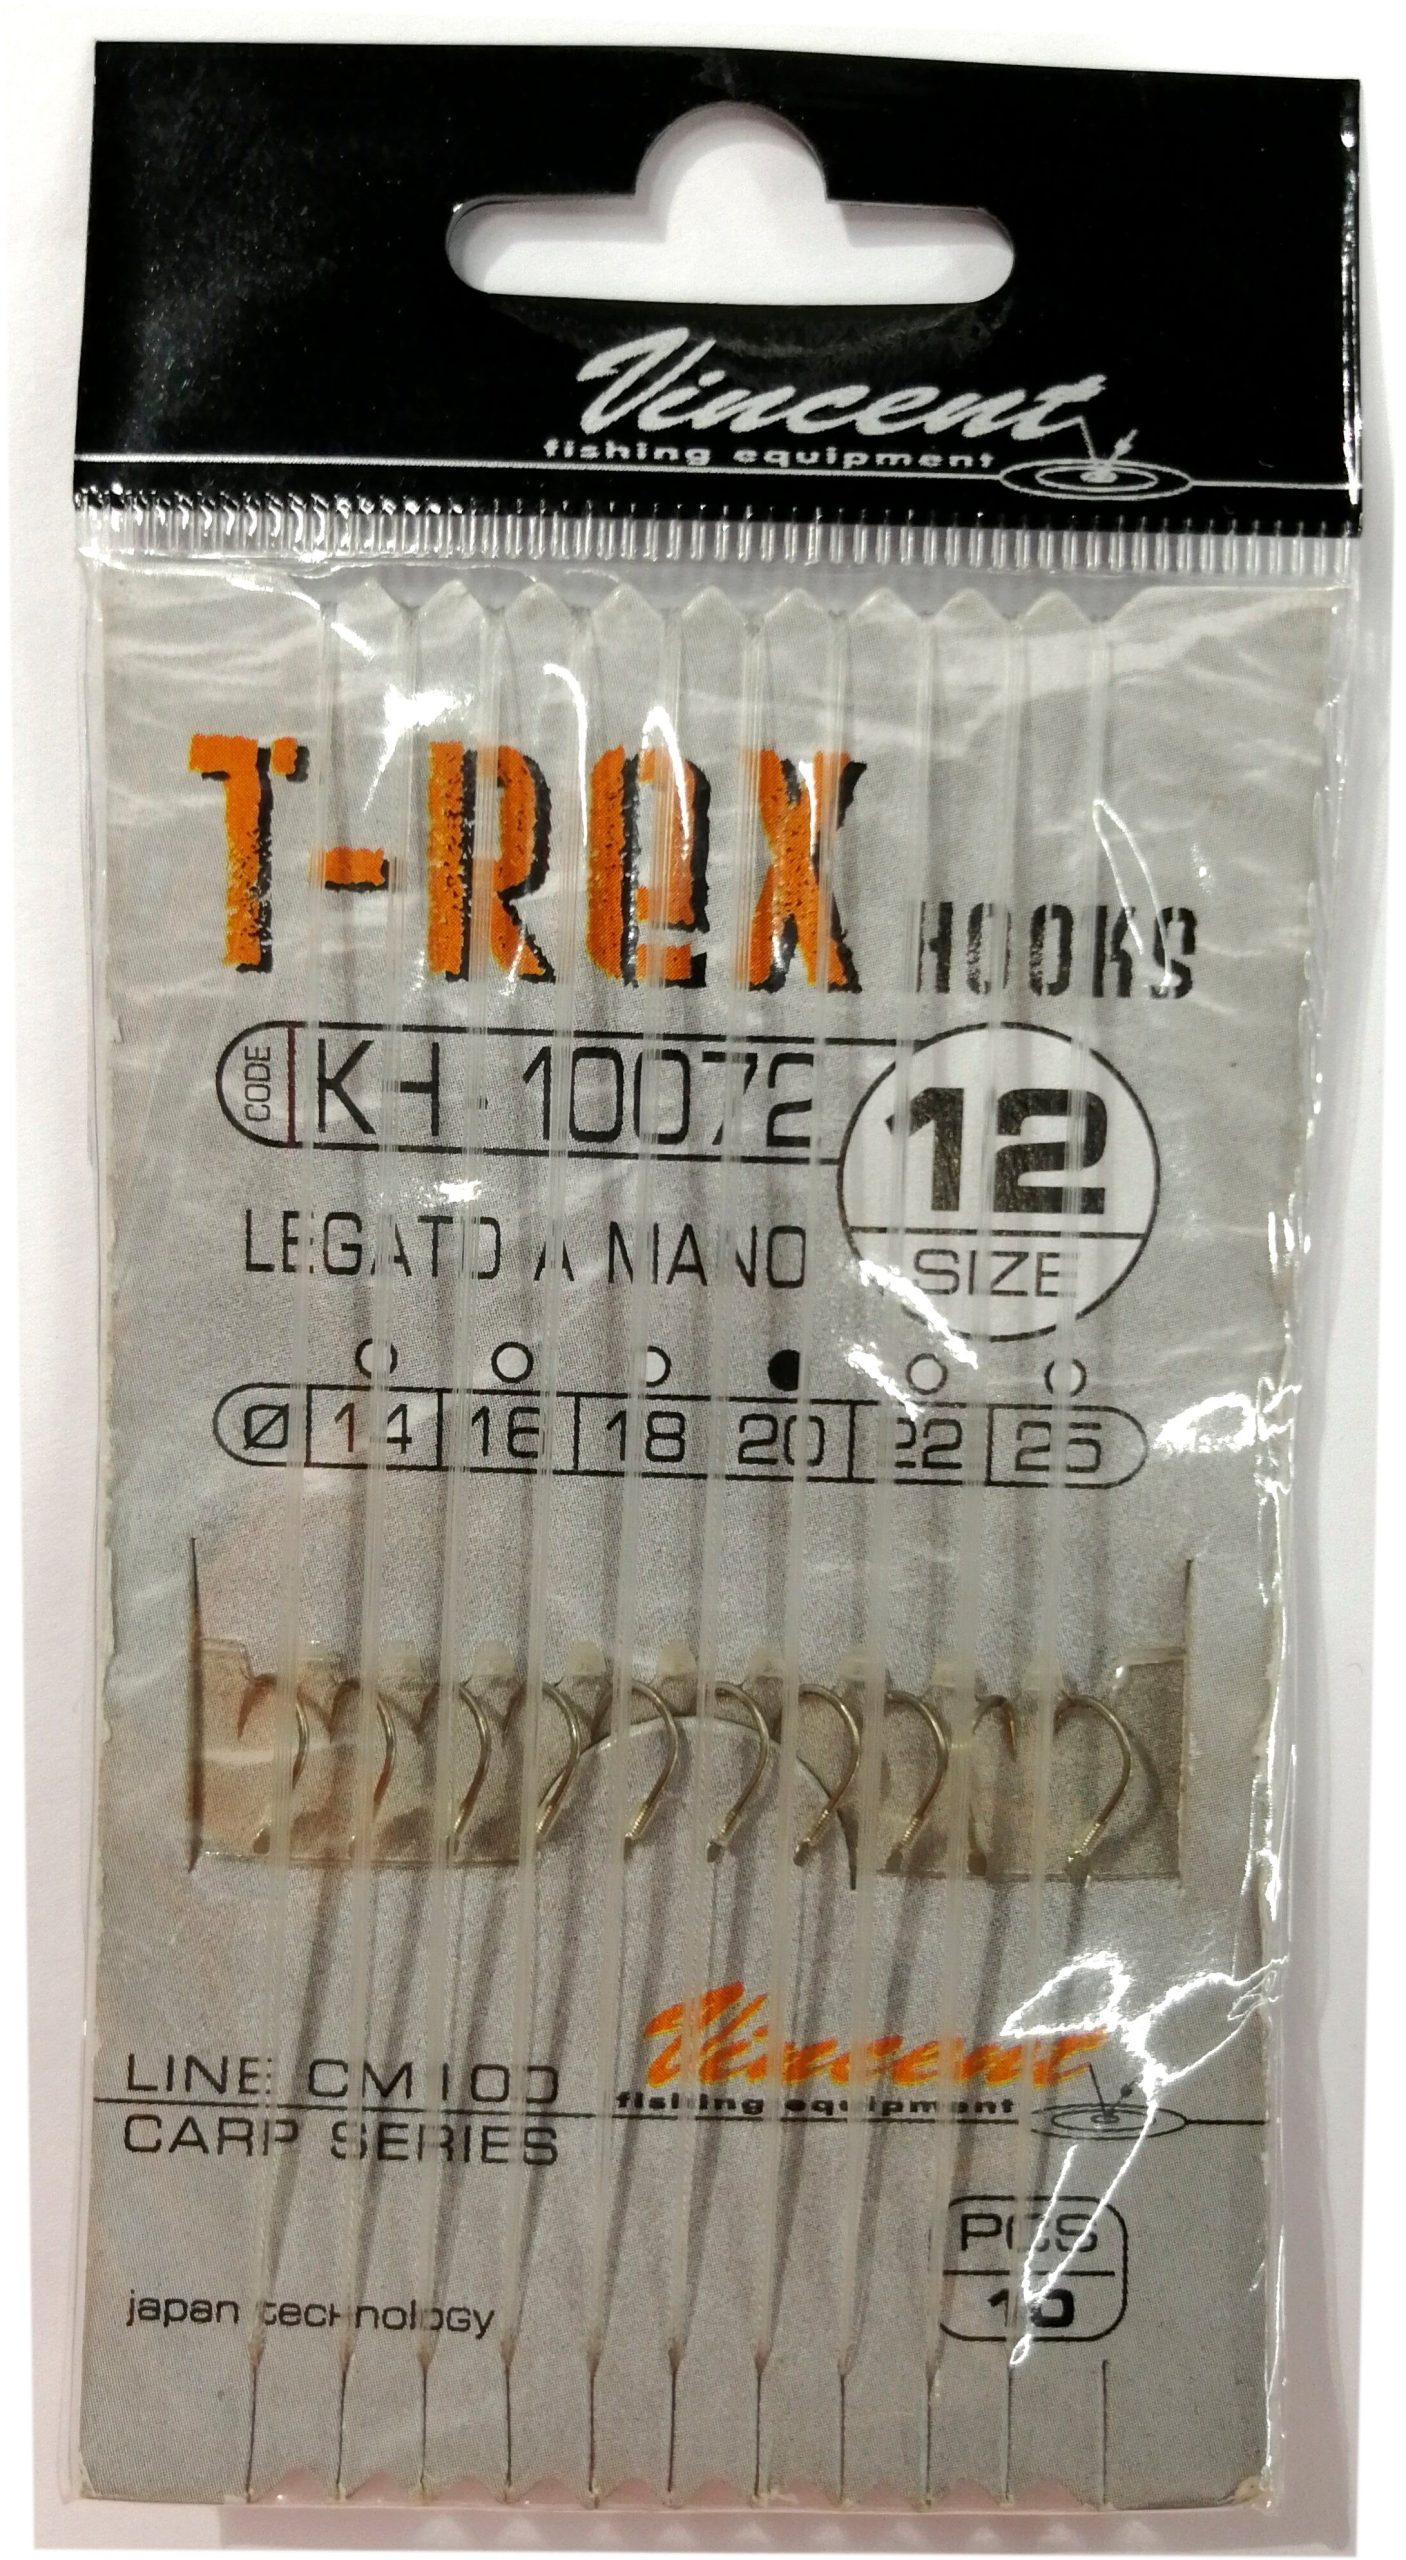 Vincent
fishing equipment
T-Rex HOOKS
CODE KH-10072
12
SIZE
LEGATO A MANO
Ø 14 16 18 20 22 25
Vincent
fishing equipment
LINE CM 100
CARP SERIES
PCS
10
japan technology